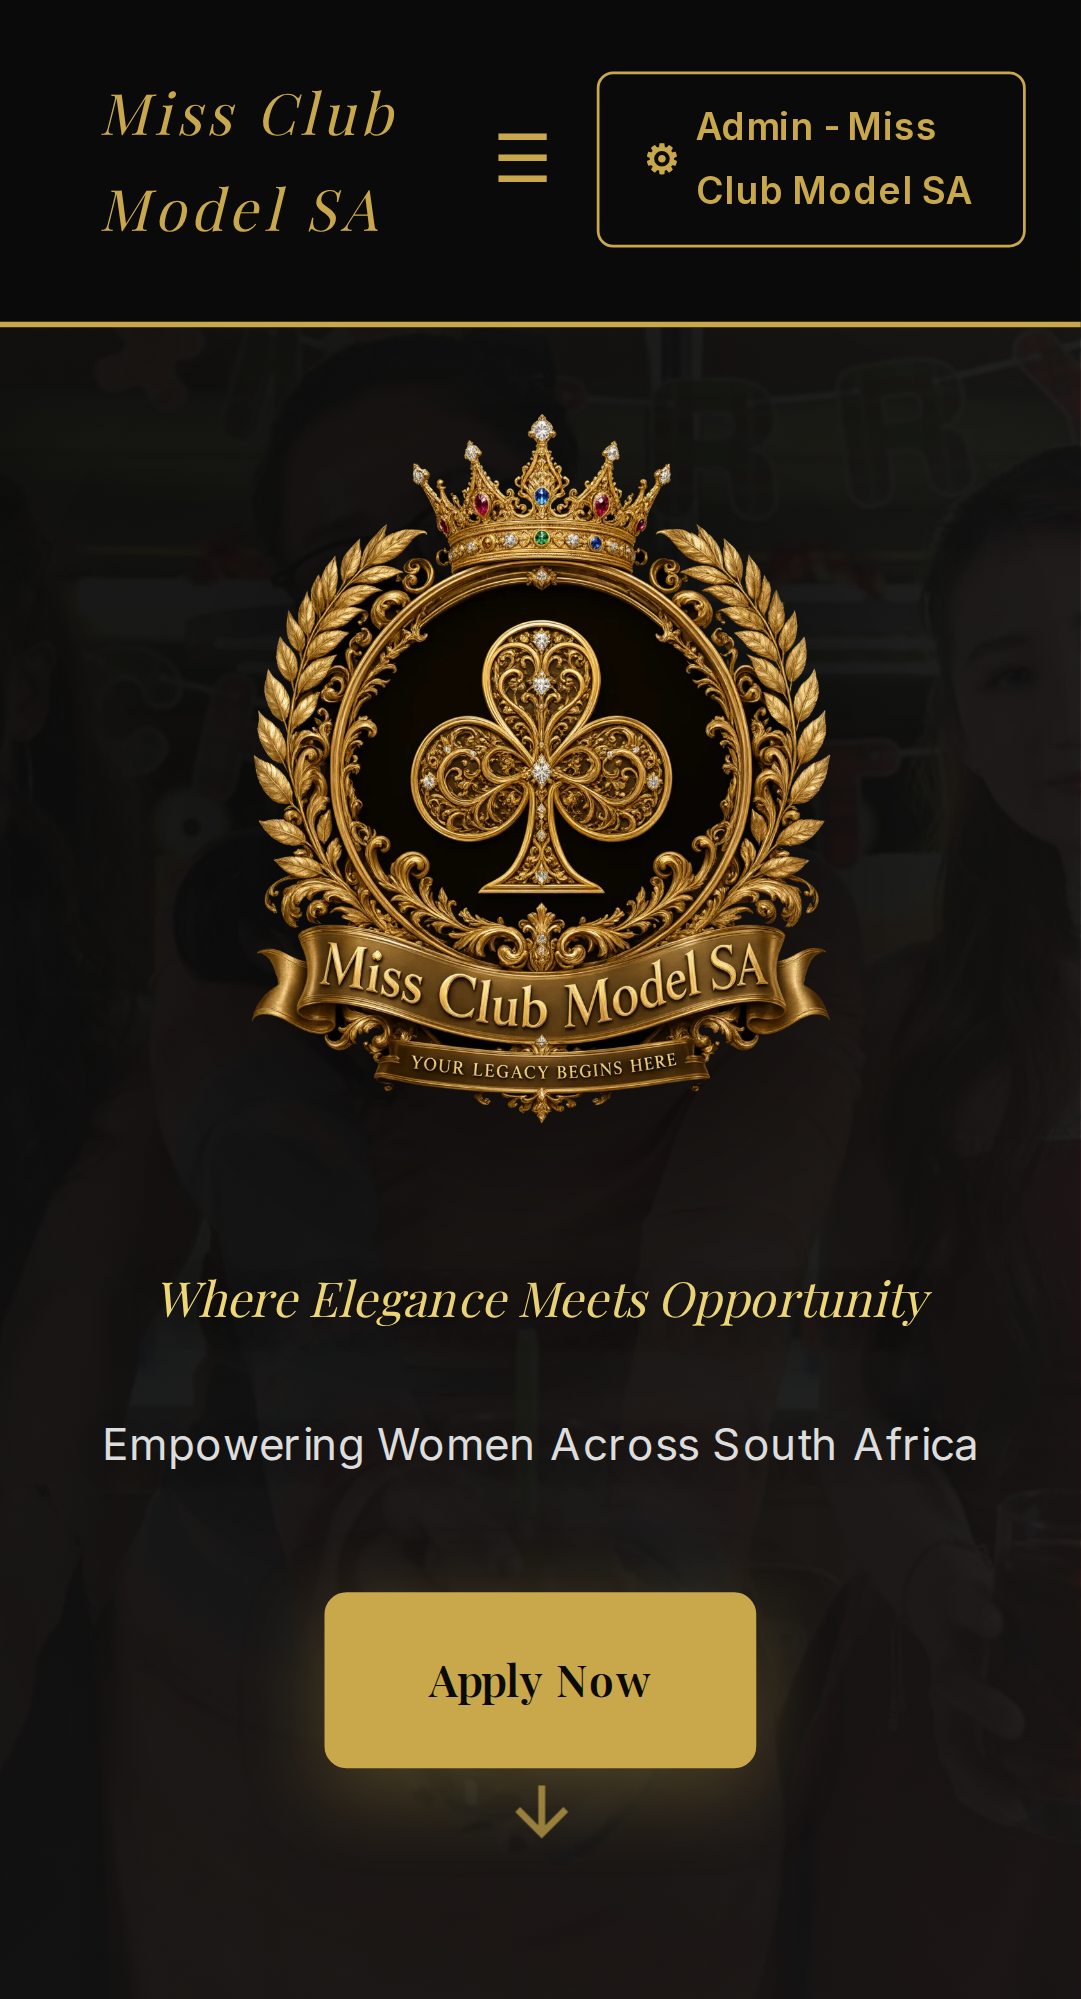 Miss Club
Model SA
Admin - Miss
Club Model SA
Miss Club Model SA
YOUR LEGACY BEGINS HERE
Where Elegance Meets Opportunity
Empowering Women Across South Africa
Apply Now